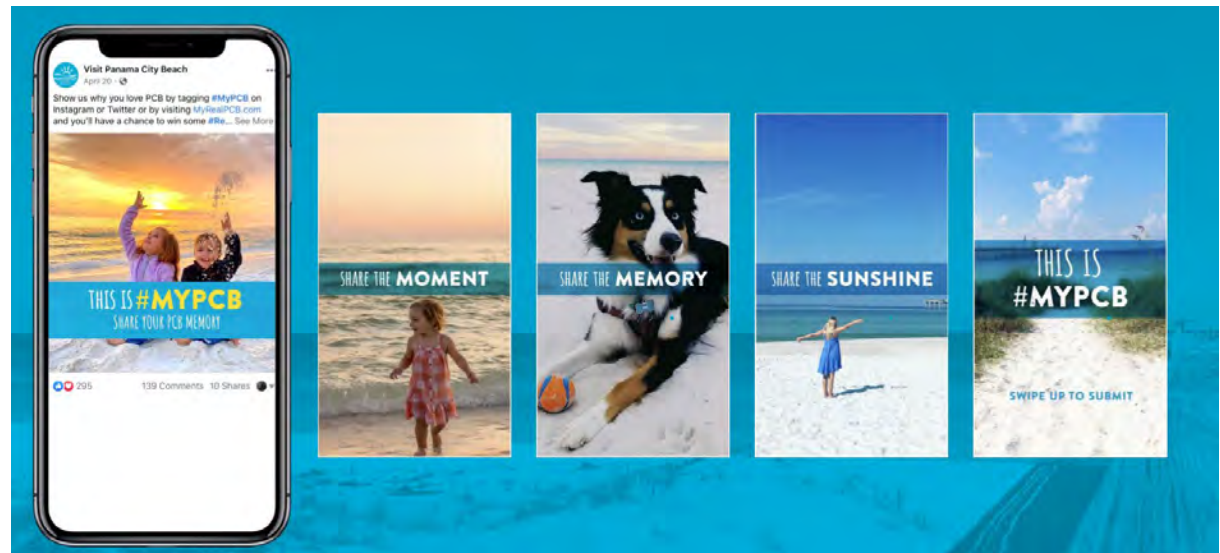 Visit Panama City Beach
April 20
Show us why you love PCB by tagging #MyPCB on
Instagram or Twitter or by visiting MyRealPCB.com
and you'll have a chance to win some #Re... See More
THIS IS #MYPCB
SHARE YOUR PCB MEMORY
295 139 Comments 10 Shares
SHARE THE MOMENT
SHARE THE MEMORY
SHARE THE SUNSHINE
THIS IS
#MYPCB
SWIPE UP TO SUBMIT